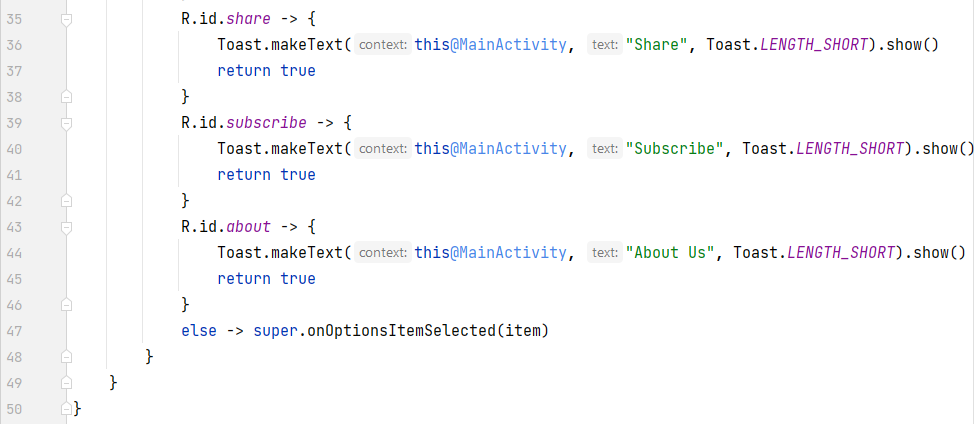 35 R.id.share -> {
36 Toast.makeText( context: this@MainActivity, text: "Share", Toast.LENGTH_SHORT).show()
37 return true
38 }
39 R.id.subscribe -> {
40 Toast.makeText( context: this@MainActivity, text: "Subscribe", Toast.LENGTH_SHORT).show()
41 return true
42 }
43 R.id.about -> {
44 Toast.makeText( context: this@MainActivity, text: "About Us", Toast.LENGTH_SHORT).show()
45 return true
46 }
47 else -> super.onOptionsItemSelected(item)
48 }
49 }
50 }